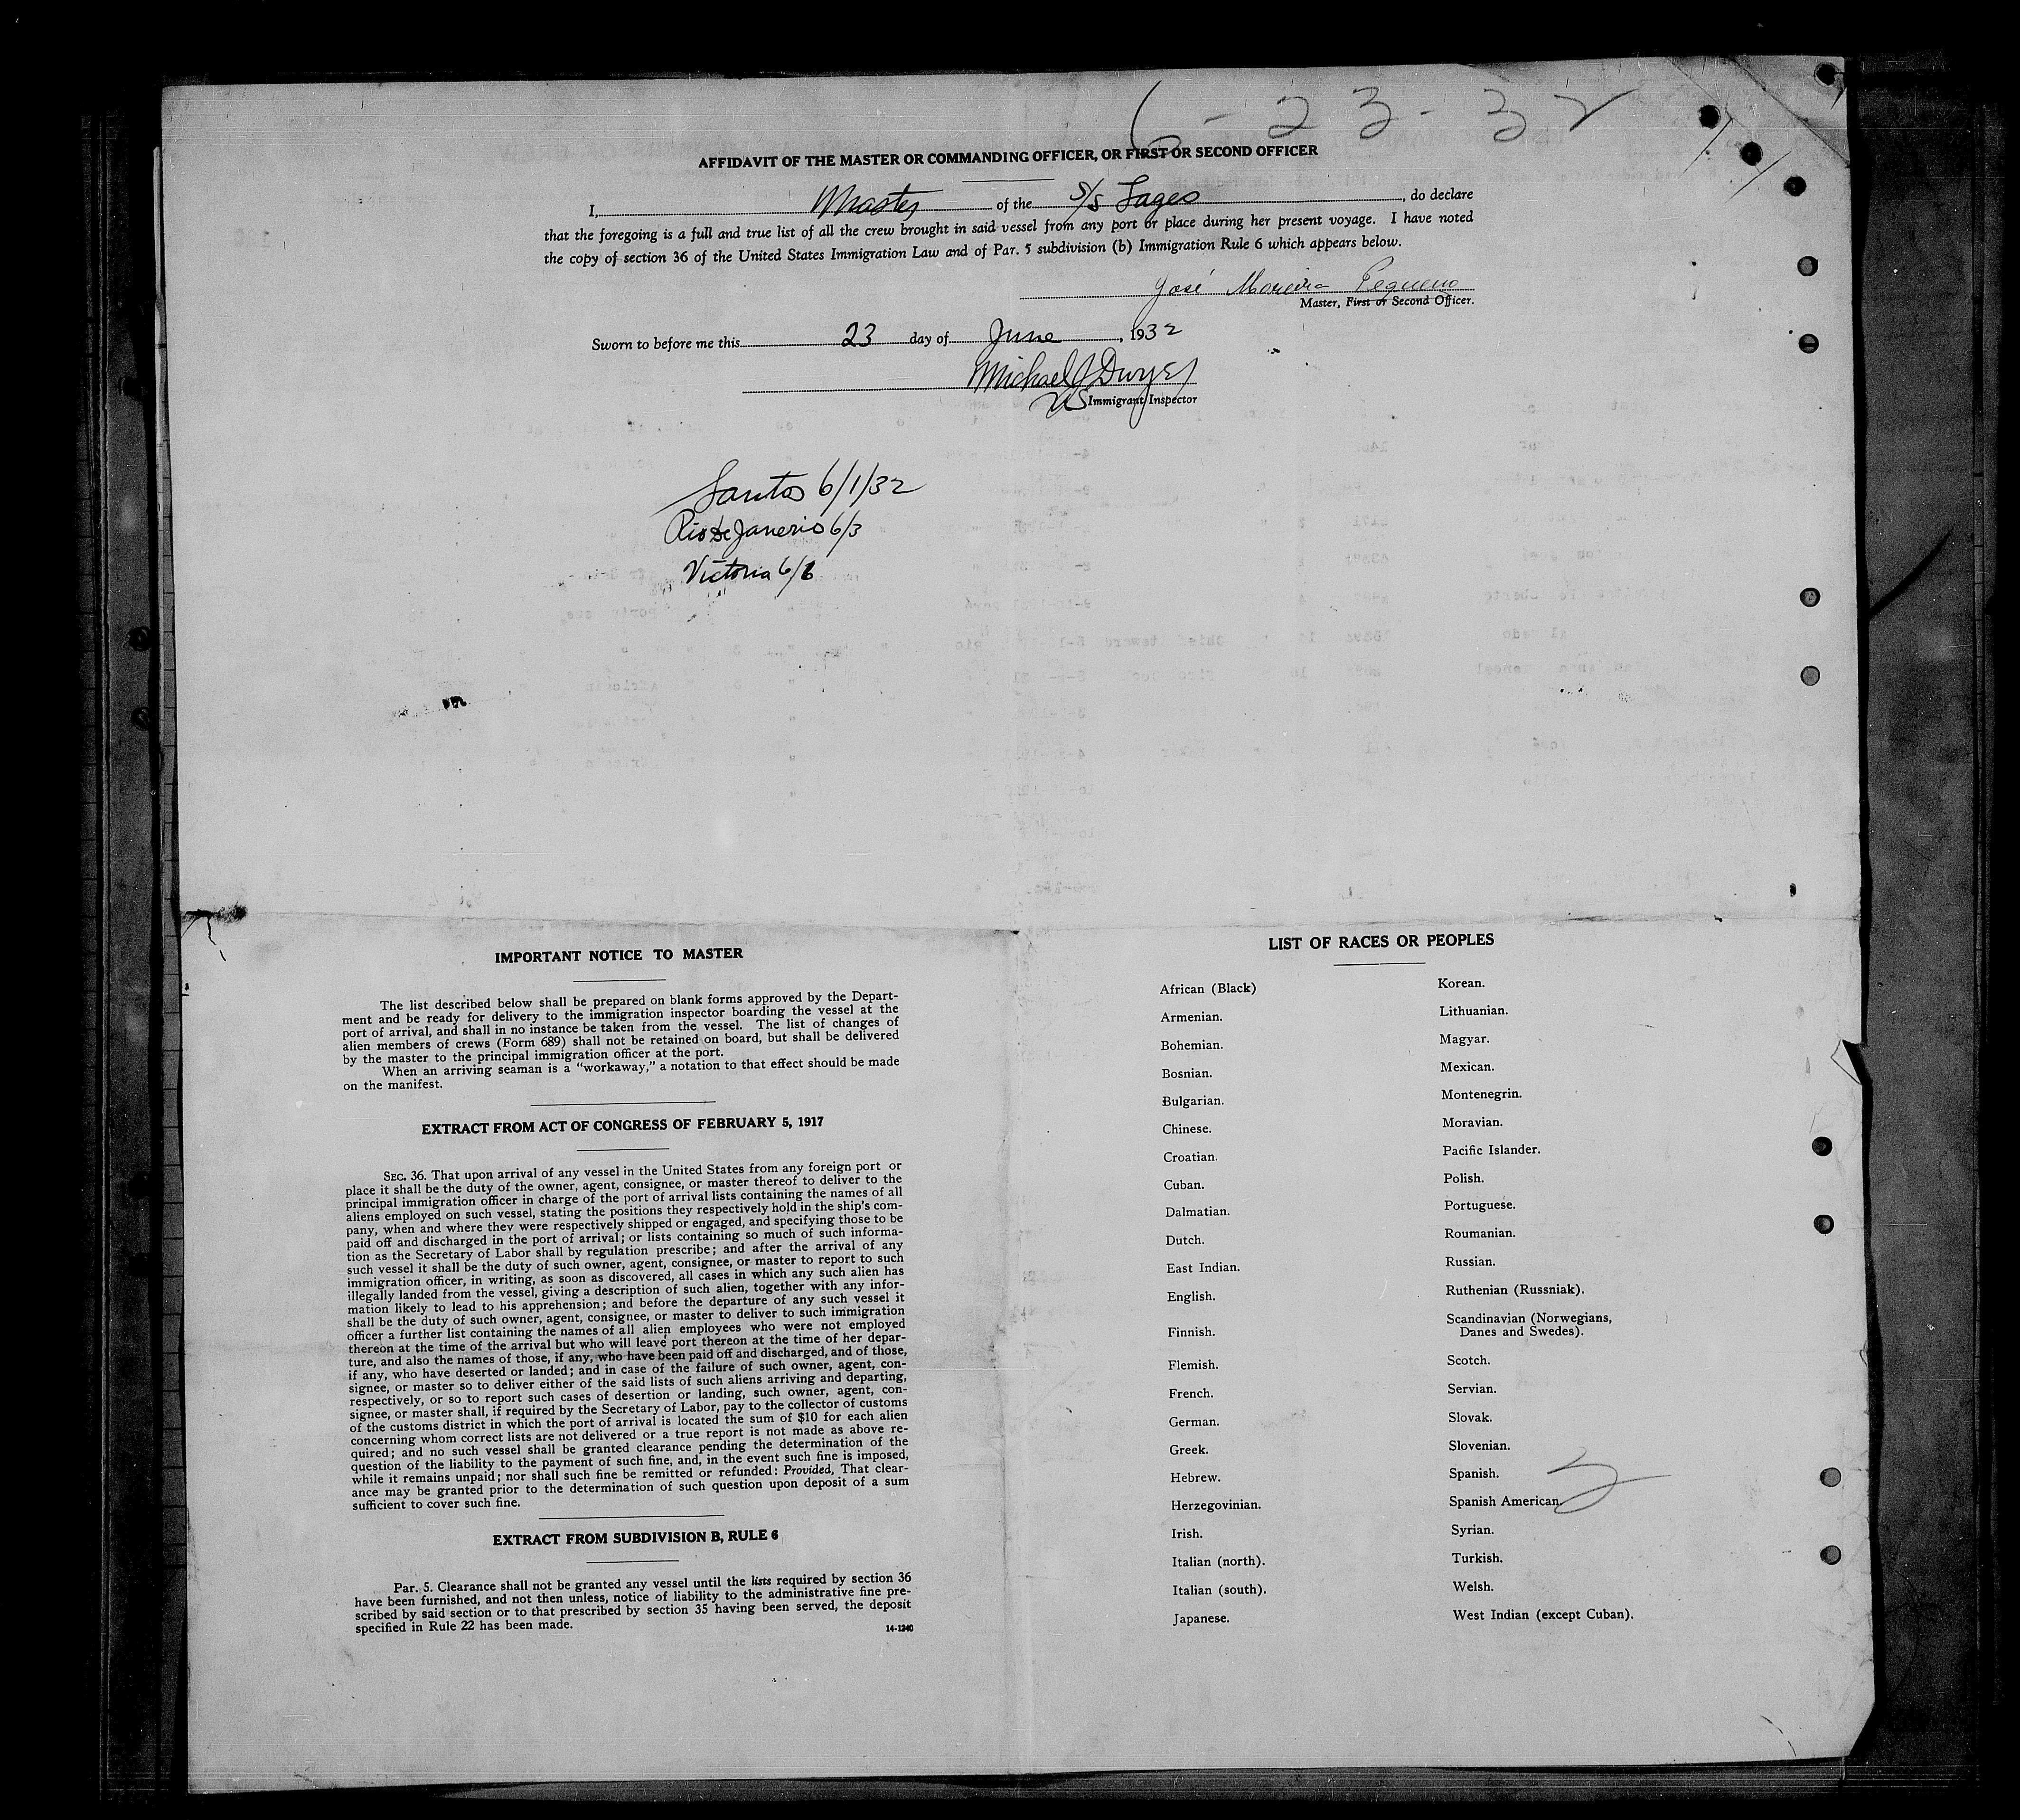 6-23-32
AFFIDAVIT OF THE MASTER OR COMMANDING OFFICER, OR FIRST OR SECOND OFFICER
I, Master of the S/S Lages, do declare
that the foregoing is a full and true list of all the crew brought in said vessel from any port or place during her present voyage. I have noted
the copy of section 36 of the United States Immigration Law and of Par. 5 subdivision (b) Immigration Rule 6 which appears below.
José Moreira Pequeno
Master, First or Second Officer.
Sworn to before me this 23 day of June, 1932
Michael J Dwyer
US Immigrant Inspector
Santos 6/1/32
Rio de Janerio 6/3
Victoria 6/6
IMPORTANT NOTICE TO MASTER
The list described below shall be prepared on blank forms approved by the Depart-
ment and be ready for delivery to the immigration inspector boarding the vessel at the
port of arrival, and shall in no instance be taken from the vessel. The list of changes of
alien members of crews (Form 689) shall not be retained on board, but shall be delivered
by the master to the principal immigration officer at the port.
When an arriving seaman is a "workaway," a notation to that effect should be made
on the manifest.
EXTRACT FROM ACT OF CONGRESS OF FEBRUARY 5, 1917
SEC. 36. That upon arrival of any vessel in the United States from any foreign port or
place it shall be the duty of the owner, agent, consignee, or master thereof to deliver to the
principal immigration officer in charge of the port of arrival lists containing the names of all
aliens employed on such vessel, stating the positions they respectively hold in the ship's com-
pany, when and where they were respectively shipped or engaged, and specifying those to be
paid off and discharged in the port of arrival; or lists containing so much of such informa-
tion as the Secretary of Labor shall by regulation prescribe; and after the arrival of any
such vessel it shall be the duty of such owner, agent, consignee, or master to report to such
immigration officer, in writing, as soon as discovered, all cases in which any such alien has
illegally landed from the vessel, giving a description of such alien, together with any infor-
mation likely to lead to his apprehension; and before the departure of any such vessel it
shall be the duty of such owner, agent, consignee, or master to deliver to such immigration
officer a further list containing the names of all alien employees who were not employed
thereon at the time of the arrival but who will leave port thereon at the time of her depar-
ture, and also the names of those, if any, who have been paid off and discharged, and of those,
if any, who have deserted or landed; and in case of the failure of such owner, agent, con-
signee, or master so to deliver either of the said lists of such aliens arriving and departing,
respectively, or so to report such cases of desertion or landing, such owner, agent, con-
signee, or master shall, if required by the Secretary of Labor, pay to the collector of customs
of the customs district in which the port of arrival is located the sum of $10 for each alien
concerning whom correct lists are not delivered or a true report is not made as above re-
quired; and no such vessel shall be granted clearance pending the determination of the
question of the liability to the payment of such fine, and, in the event such fine is imposed,
while it remains unpaid; nor shall such fine be remitted or refunded: Provided, That clear-
ance may be granted prior to the determination of such question upon deposit of a sum
sufficient to cover such fine.
EXTRACT FROM SUBDIVISION B, RULE 6
Par. 5. Clearance shall not be granted any vessel until the lists required by section 36
have been furnished, and not then unless, notice of liability to the administrative fine pre-
scribed by said section or to that prescribed by section 35 having been served, the deposit
specified in Rule 22 has been made.
14-1240
LIST OF RACES OR PEOPLES
African (Black)
Armenian.
Bohemian.
Bosnian.
Bulgarian.
Chinese.
Croatian.
Cuban.
Dalmatian.
Dutch.
East Indian.
English.
Finnish.
Flemish.
French.
German.
Greek.
Hebrew.
Herzegovinian.
Irish.
Italian (north).
Italian (south).
Japanese.
Korean.
Lithuanian.
Magyar.
Mexican.
Montenegrin.
Moravian.
Pacific Islander.
Polish.
Portuguese.
Roumanian.
Russian.
Ruthenian (Russniak).
Scandinavian (Norwegians,
Danes and Swedes).
Scotch.
Servian.
Slovak.
Slovenian.
Spanish.
Spanish American.
Syrian.
Turkish.
Welsh.
West Indian (except Cuban).